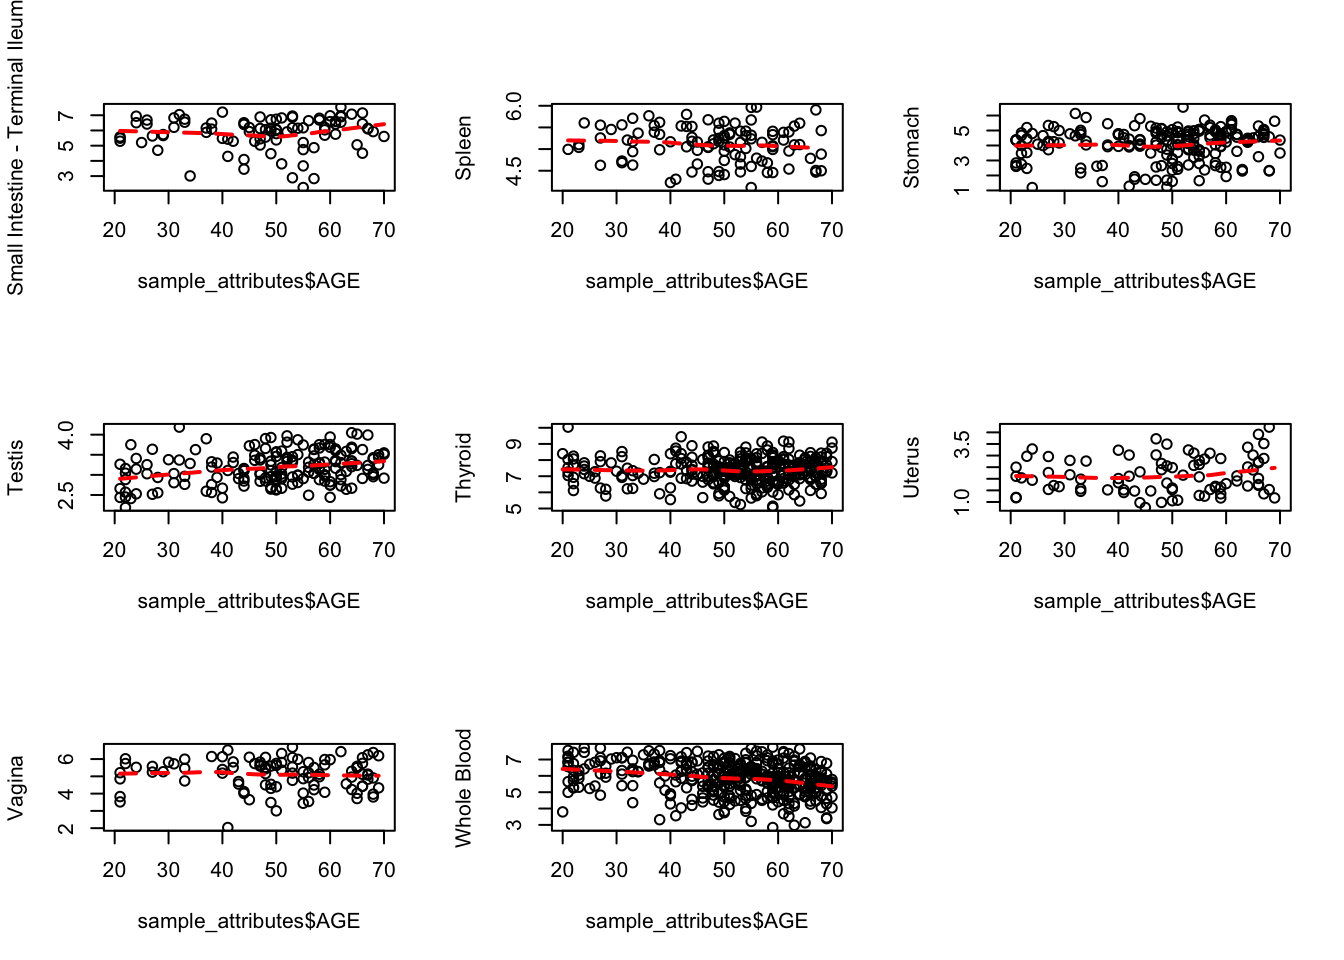 Small Intestine - Terminal Ileum
3 5 7
20 30 40 50 60 70
sample_attributes$AGE
Spleen
4.5 6.0
20 30 40 50 60 70
sample_attributes$AGE
Stomach
1 3 5
20 30 40 50 60 70
sample_attributes$AGE
Testis
2.5 4.0
20 30 40 50 60 70
sample_attributes$AGE
Thyroid
5 7 9
20 30 40 50 60 70
sample_attributes$AGE
Uterus
1.0 3.5
20 30 40 50 60 70
sample_attributes$AGE
Vagina
2 4 6
20 30 40 50 60 70
sample_attributes$AGE
Whole Blood
3 5 7
20 30 40 50 60 70
sample_attributes$AGE